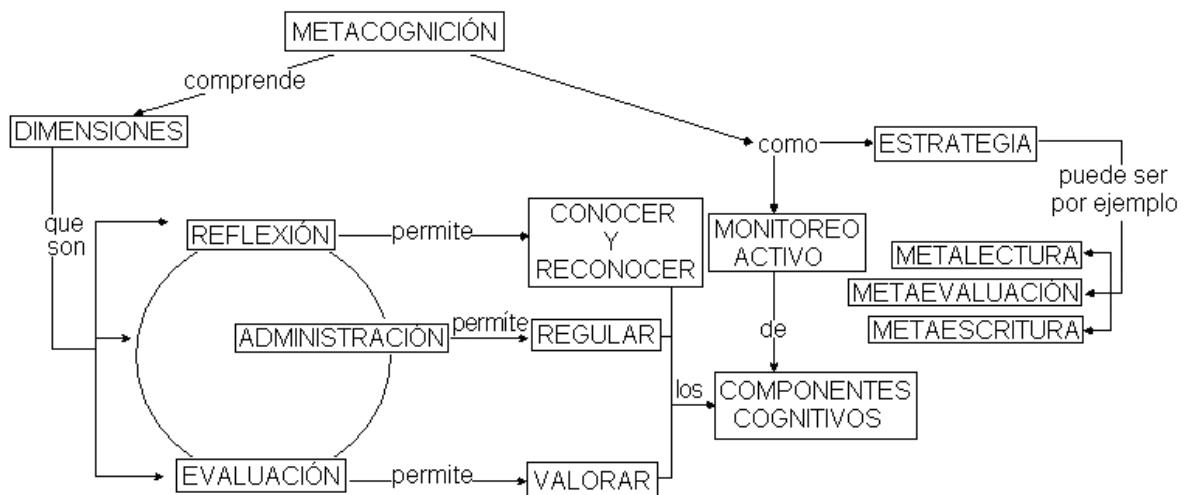 METACOGNICIÓN
comprende
DIMENSIONES
como
ESTRATEGIA
puede ser
por ejemplo
que
son
REFLEXIÓN
permite
CONOCER
Y
RECONOCER
MONITOREO
ACTIVO
METALECTURA
METAEVALUACIÓN
METAESCRITURA
ADMINISTRACIÓN
permíte
REGULAR
de
los
COMPONENTES
COGNITIVOS
EVALUACIÓN
permite
VALORAR